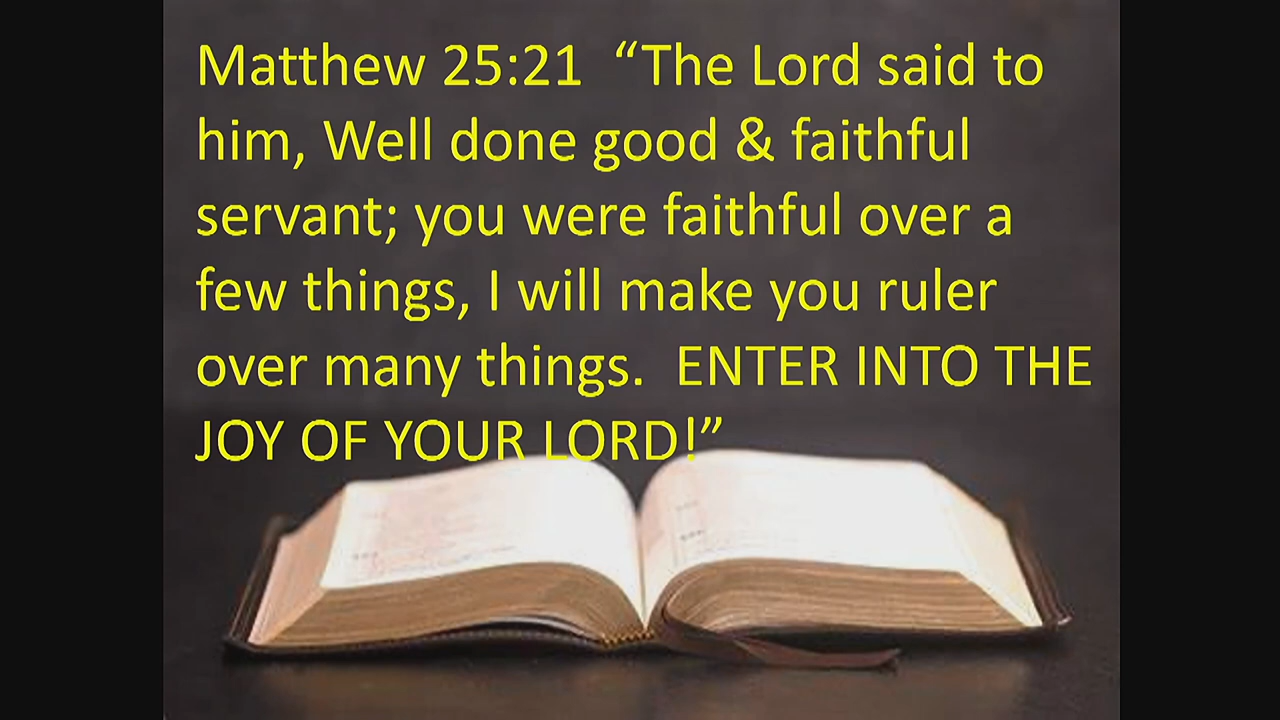 Matthew 25:21  “The Lord said to
him, Well done good & faithful
servant; you were faithful over a
few things, I will make you ruler
over many things.  ENTER INTO THE
JOY OF YOUR LORD!”